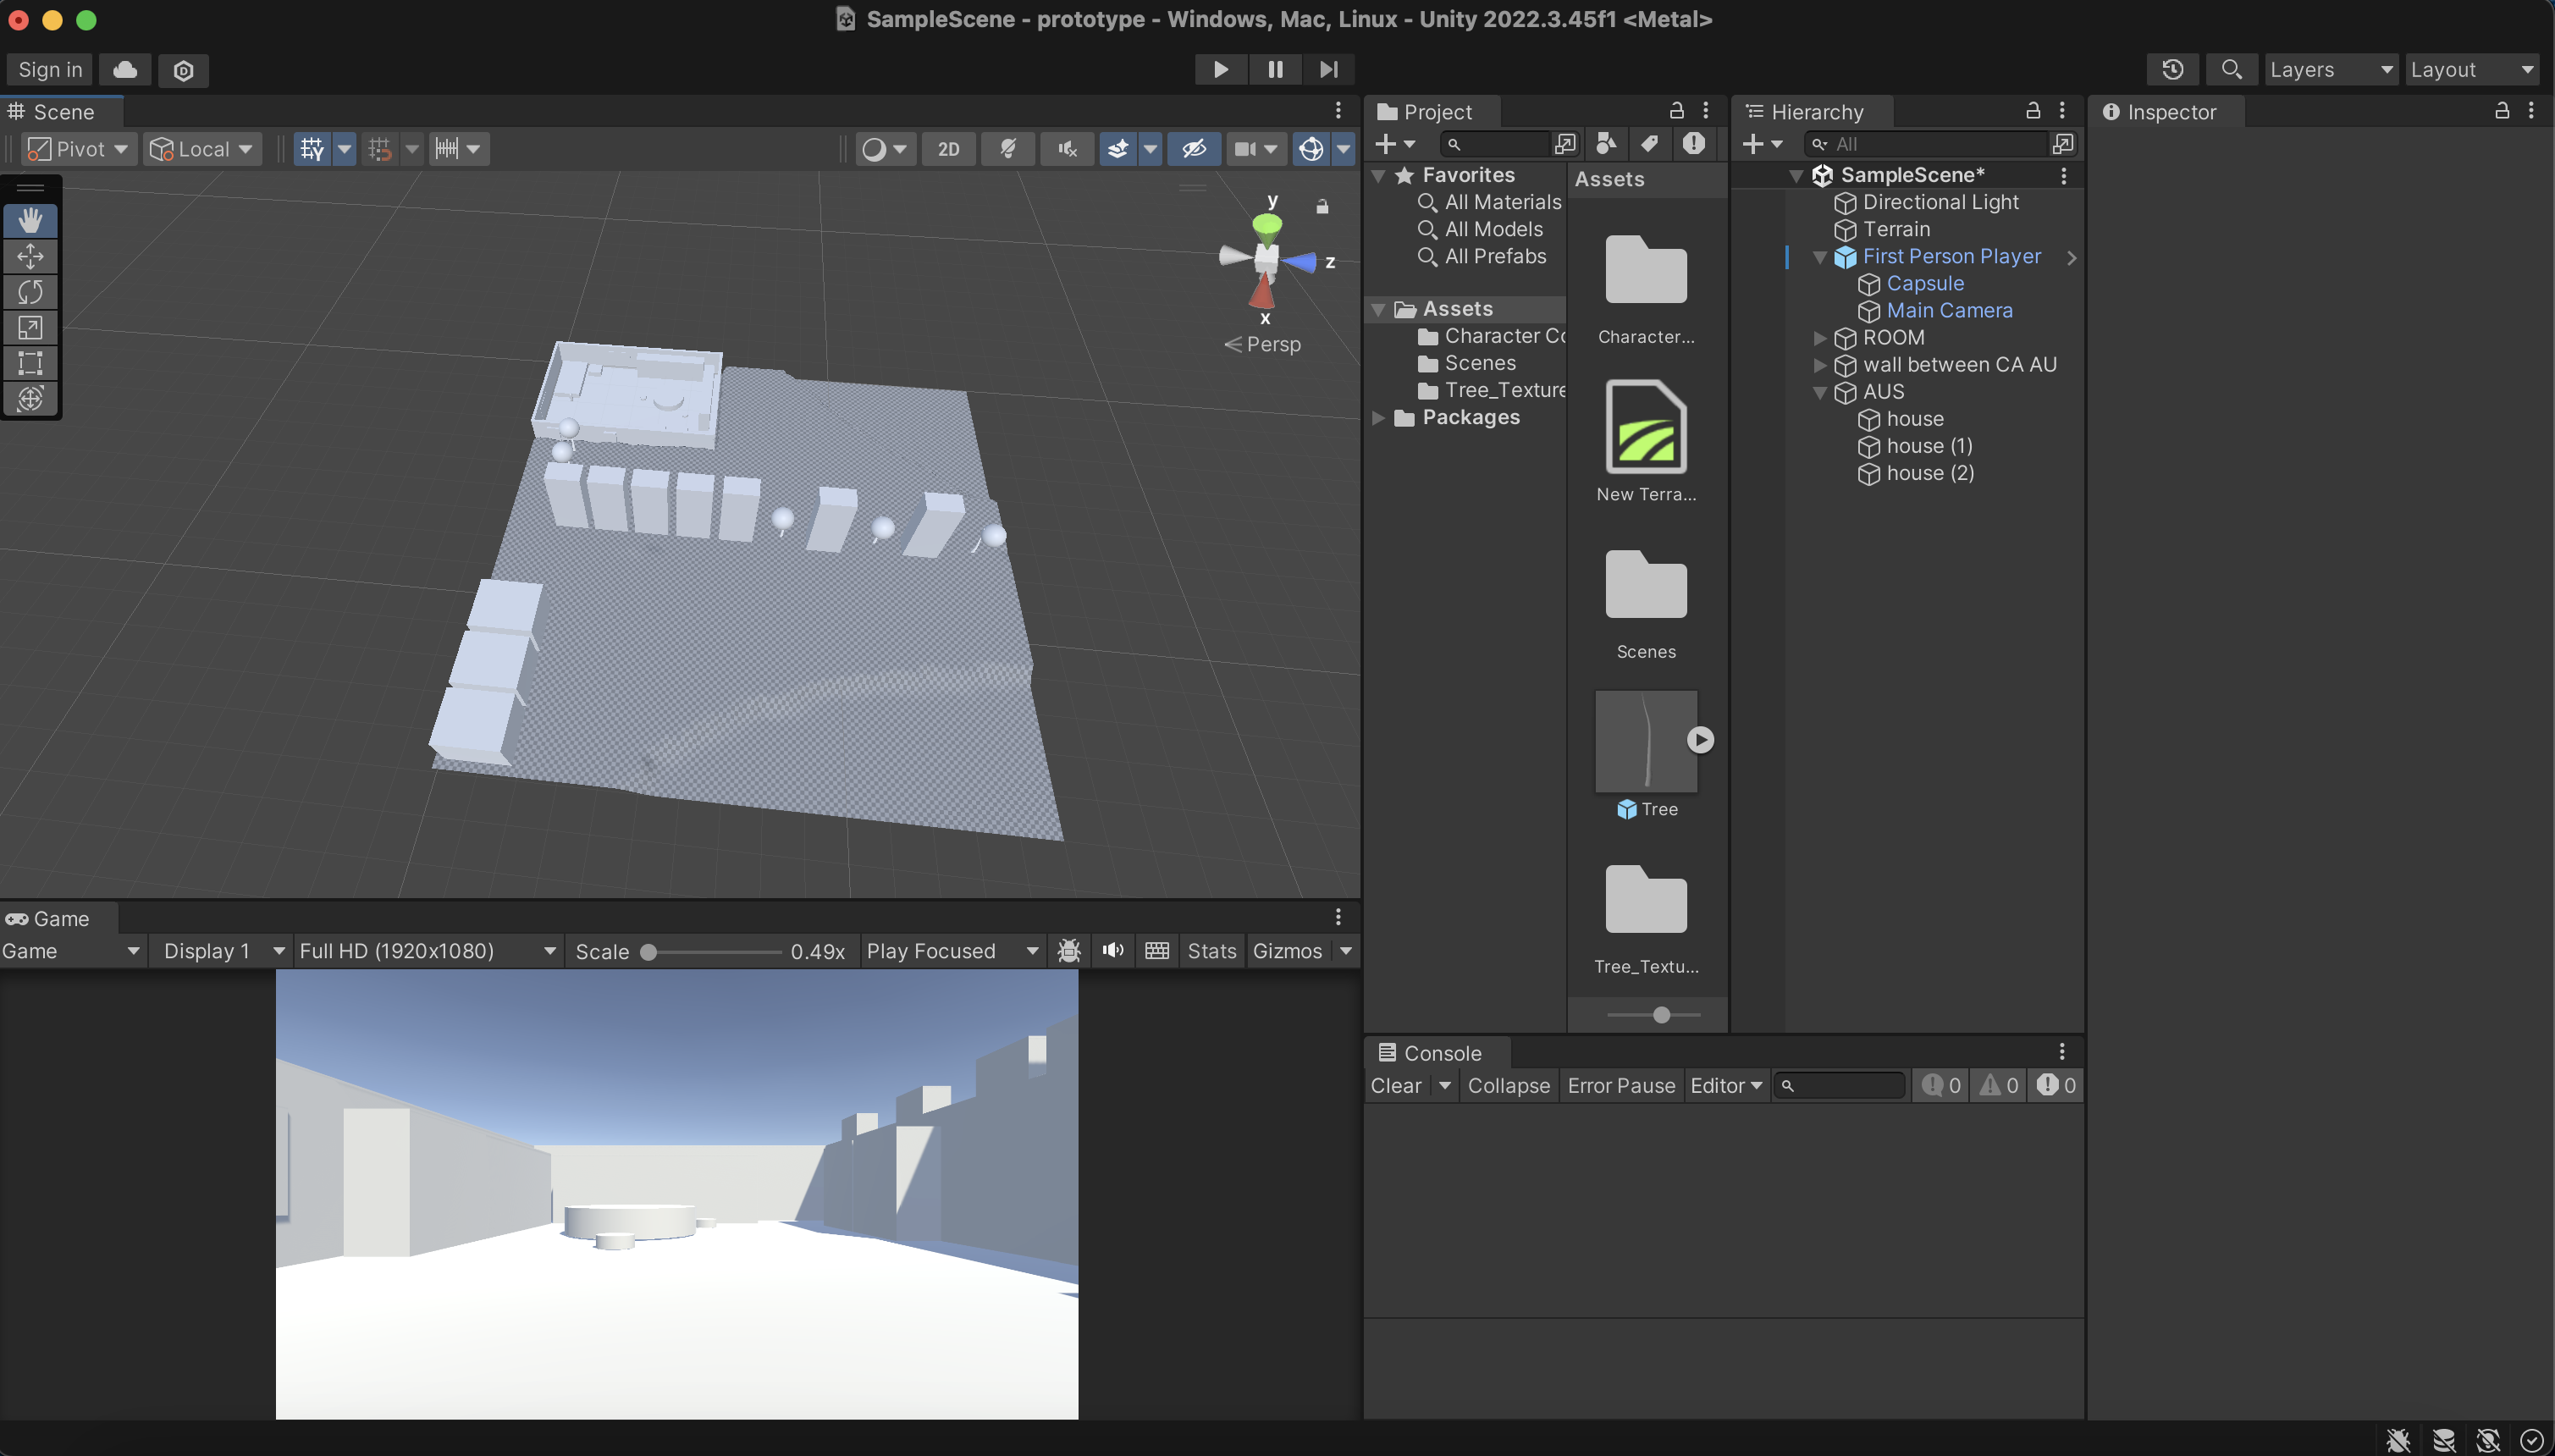 SampleScene - prototype - Windows, Mac, Linux - Unity 2022.3.45f1 <Metal>
Sign in
Layers
Layout
Scene
Pivot
Local
2D
y
z
x
Persp
Project
Favorites
All Materials
All Models
All Prefabs
Assets
Character Co
Scenes
Tree_Texture
Packages
Assets
Character...
New Terra...
Scenes
Tree
Tree_Textu...
Hierarchy
All
SampleScene*
Directional Light
Terrain
First Person Player
Capsule
Main Camera
ROOM
wall between CA AU
AUS
house
house (1)
house (2)
Inspector
Game
Game
Display 1
Full HD (1920x1080)
Scale
0.49x
Play Focused
Stats
Gizmos
Console
Clear
Collapse
Error Pause
Editor
0
0
0